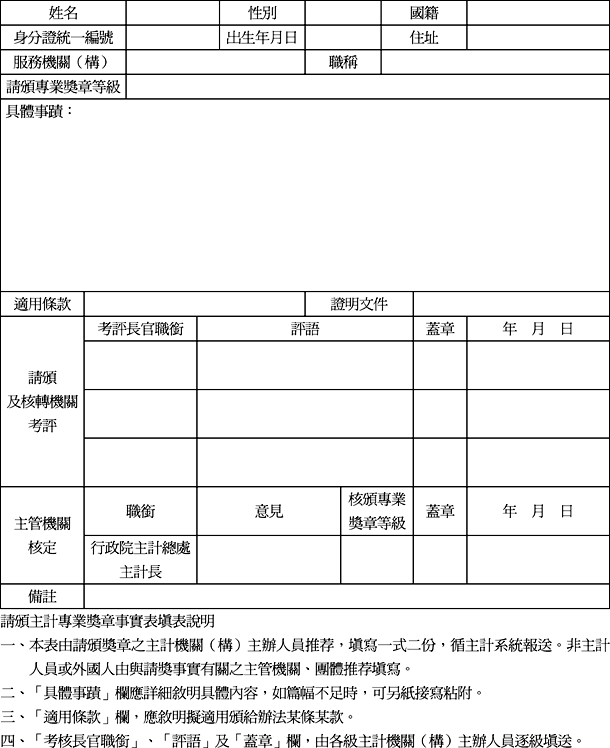 姓名 性別 國籍
身分證統一編號 出生年月日 住址
服務機關（構） 職稱
請頒專業獎章等級
具體事蹟：
適用條款 證明文件
考評長官職銜 評語 蓋章 年 月 日
請頒
及核轉機關
考評
主管機關
核定
職銜 意見 核頒專業
獎章等級 蓋章 年 月 日
行政院主計總處
主計長
備註
請頒主計專業獎章事實表填表說明
一、本表由請頒獎章之主計機關（構）主辦人員推荐，填寫一式二份，循主計系統報送。非主計
人員或外國人由與請獎事實有關之主管機關、團體推荐填寫。
二、「具體事蹟」欄應詳細敘明具體內容，如篇幅不足時，可另紙接寫粘附。
三、「適用條款」欄，應敘明擬適用頒給辦法某條某款。
四、「考核長官職銜」、「評語」及「蓋章」欄，由各級主計機關（構）主辦人員逐級填送。